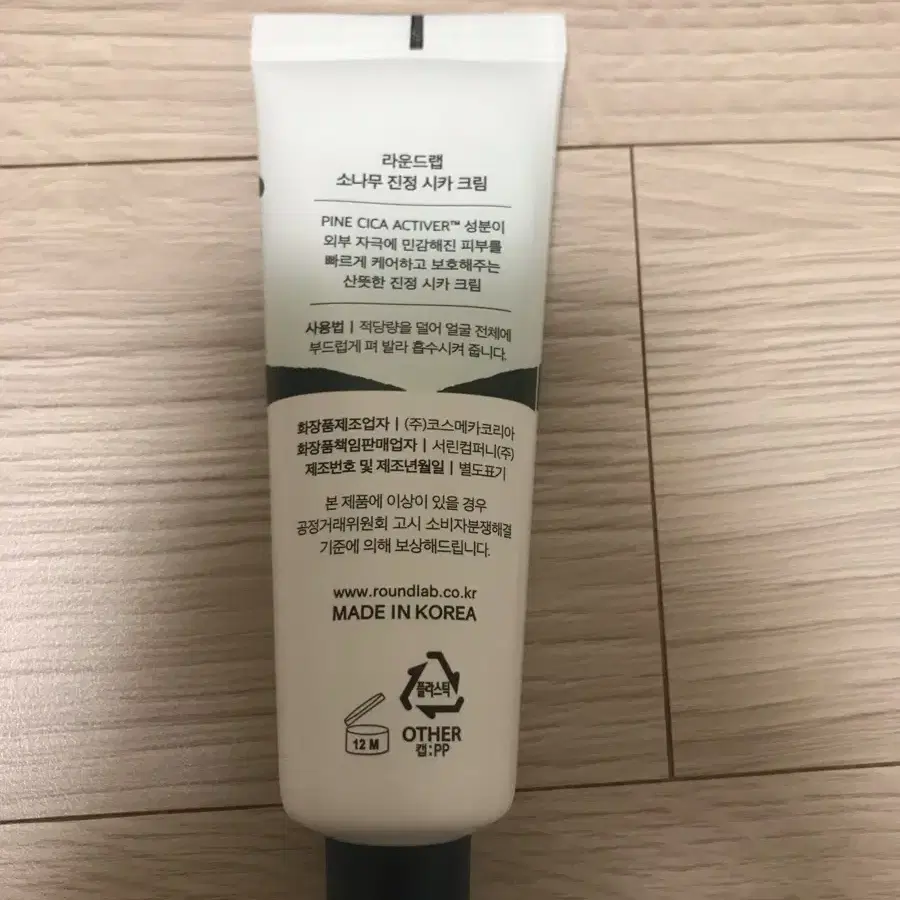 라운드랩
소나무 진정 시카 크림
PINE CICA ACTIVER™ 성분이
외부 자극에 민감해진 피부를
빠르게 케어하고 보호해주는
산뜻한 진정 시카 크림
사용법 | 적당량을 덜어 얼굴 전체에
부드럽게 펴 발라 흡수시켜 줍니다.
화장품제조업자 | (주)코스메카코리아
화장품책임판매업자 | 서린컴퍼니(주)
제조번호 및 제조년월일 | 별도표기
본 제품에 이상이 있을 경우
공정거래위원회 고시 소비자분쟁해결
기준에 의해 보상해드립니다.
www.roundlab.co.kr
MADE IN KOREA
플라스틱
OTHER
캡:PP
12 M